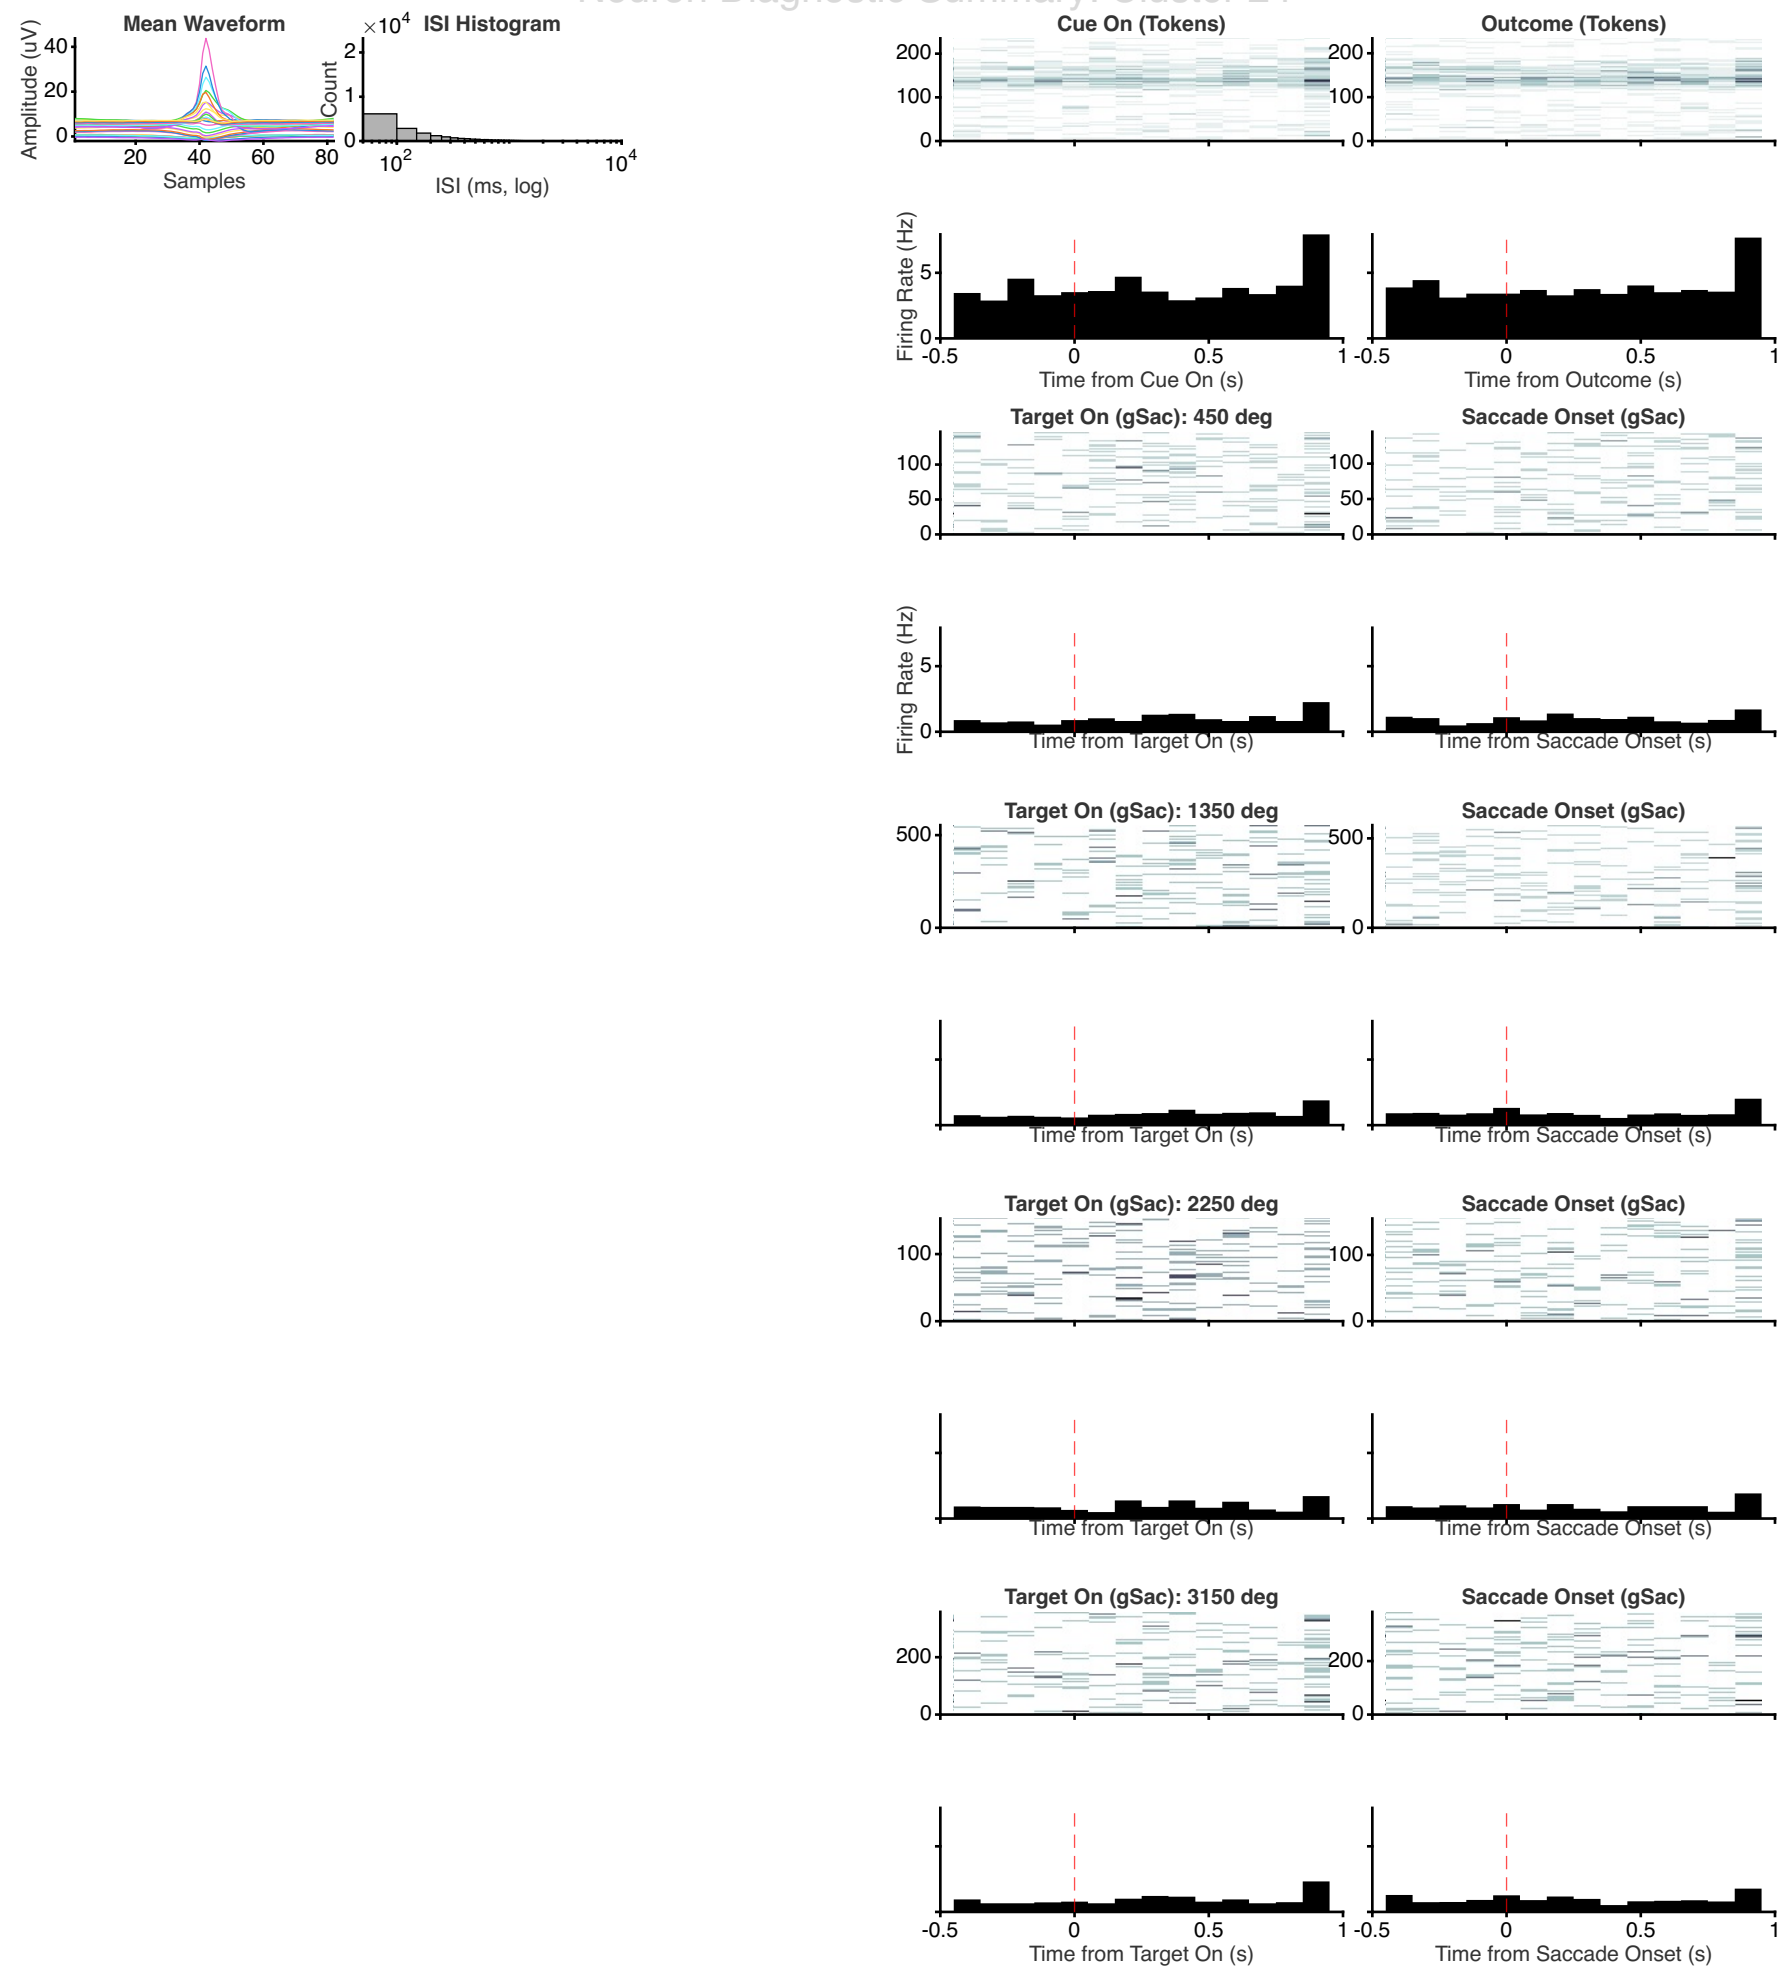 Mean Waveform
Amplitude (uV)
40
20
0
20 40 60 80
Samples
ISI Histogram
×10^4
Count
2
1
0
10^2 10^4
ISI (ms, log)
Cue On (Tokens)
200
100
0
Outcome (Tokens)
200
100
0
Firing Rate (Hz)
5
0
-0.5 0 0.5 1
Time from Cue On (s)
-0.5 0 0.5 1
Time from Outcome (s)
Target On (gSac): 450 deg
100
50
0
Saccade Onset (gSac)
100
50
0
Firing Rate (Hz)
5
0
Time from Target On (s)
Time from Saccade Onset (s)
Target On (gSac): 1350 deg
500
0
Saccade Onset (gSac)
500
0
Time from Target On (s)
Time from Saccade Onset (s)
Target On (gSac): 2250 deg
100
0
Saccade Onset (gSac)
100
0
Time from Target On (s)
Time from Saccade Onset (s)
Target On (gSac): 3150 deg
200
0
Saccade Onset (gSac)
200
0
-0.5 0 0.5 1
Time from Target On (s)
-0.5 0 0.5 1
Time from Saccade Onset (s)